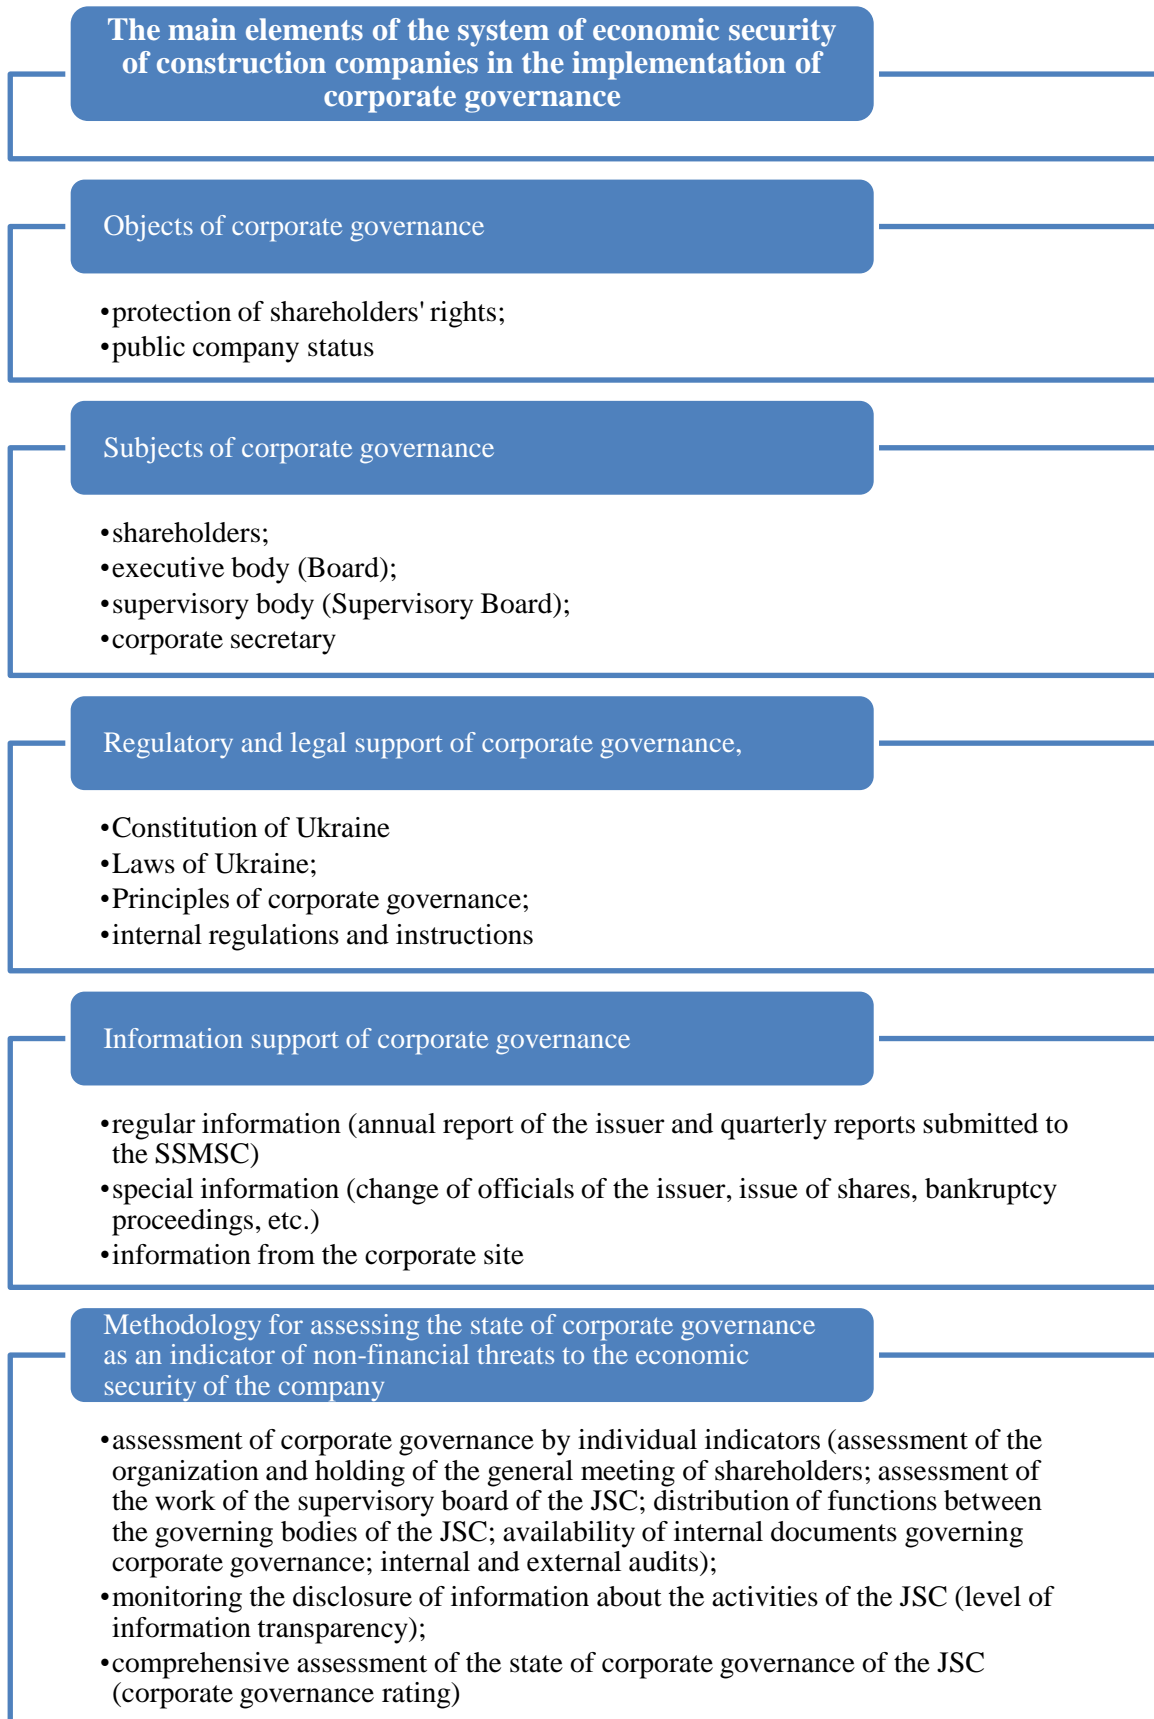 The main elements of the system of economic security
of construction companies in the implementation of
corporate governance
Objects of corporate governance
•protection of shareholders' rights;
•public company status
Subjects of corporate governance
•shareholders;
•executive body (Board);
•supervisory body (Supervisory Board);
•corporate secretary
Regulatory and legal support of corporate governance,
•Constitution of Ukraine
•Laws of Ukraine;
•Principles of corporate governance;
•internal regulations and instructions
Information support of corporate governance
•regular information (annual report of the issuer and quarterly reports submitted to
the SSMSC)
•special information (change of officials of the issuer, issue of shares, bankruptcy
proceedings, etc.)
•information from the corporate site
Methodology for assessing the state of corporate governance
as an indicator of non-financial threats to the economic
security of the company
•assessment of corporate governance by individual indicators (assessment of the
organization and holding of the general meeting of shareholders; assessment of
the work of the supervisory board of the JSC; distribution of functions between
the governing bodies of the JSC; availability of internal documents governing
corporate governance; internal and external audits);
•monitoring the disclosure of information about the activities of the JSC (level of
information transparency);
•comprehensive assessment of the state of corporate governance of the JSC
(corporate governance rating)